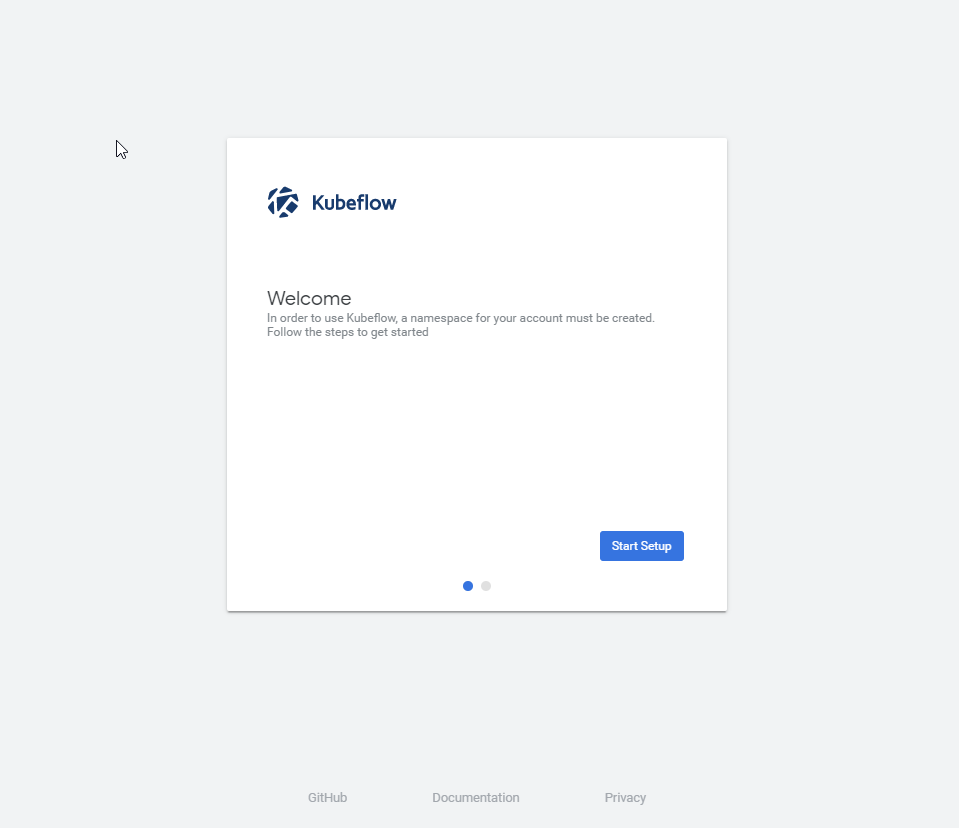 Kubeflow
Welcome
In order to use Kubeflow, a namespace for your account must be created.
Follow the steps to get started
Start Setup
GitHub Documentation Privacy